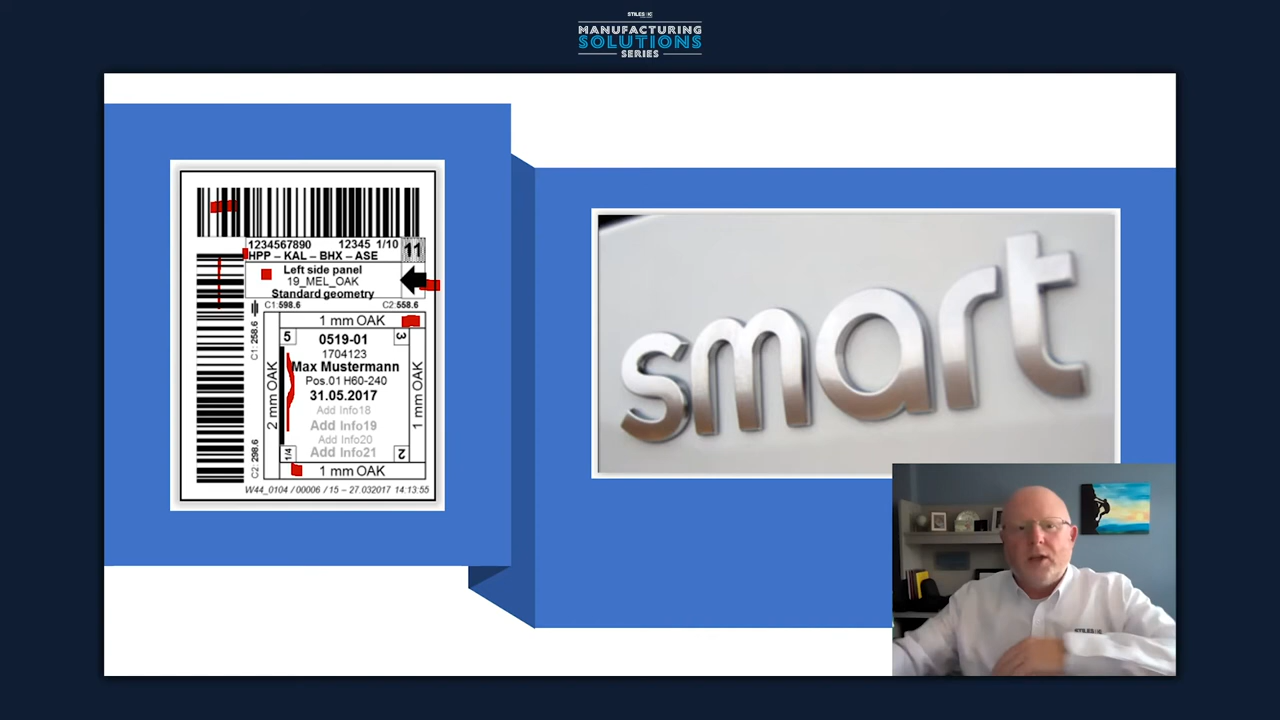 STILES
MANUFACTURING
SOLUTIONS
SERIES
1234567890 12345 1/10 11
HPP – KAL – BHX – ASE
Left side panel
19_MEL_OAK
Standard geometry
C1:598.6 C2:558.6
1 mm OAK
5 0519-01 3
1704123
Max Mustermann
Pos.01 H60-240
31.05.2017
Add Info18
Add Info19
Add Info20
Add Info21
1/4 2
1 mm OAK
2 mm OAK
1 mm OAK
C1: 258.6
C2: 298.6
W44_0104 / 00006 / 15 – 27.032017 14:13:55
smart
STILES